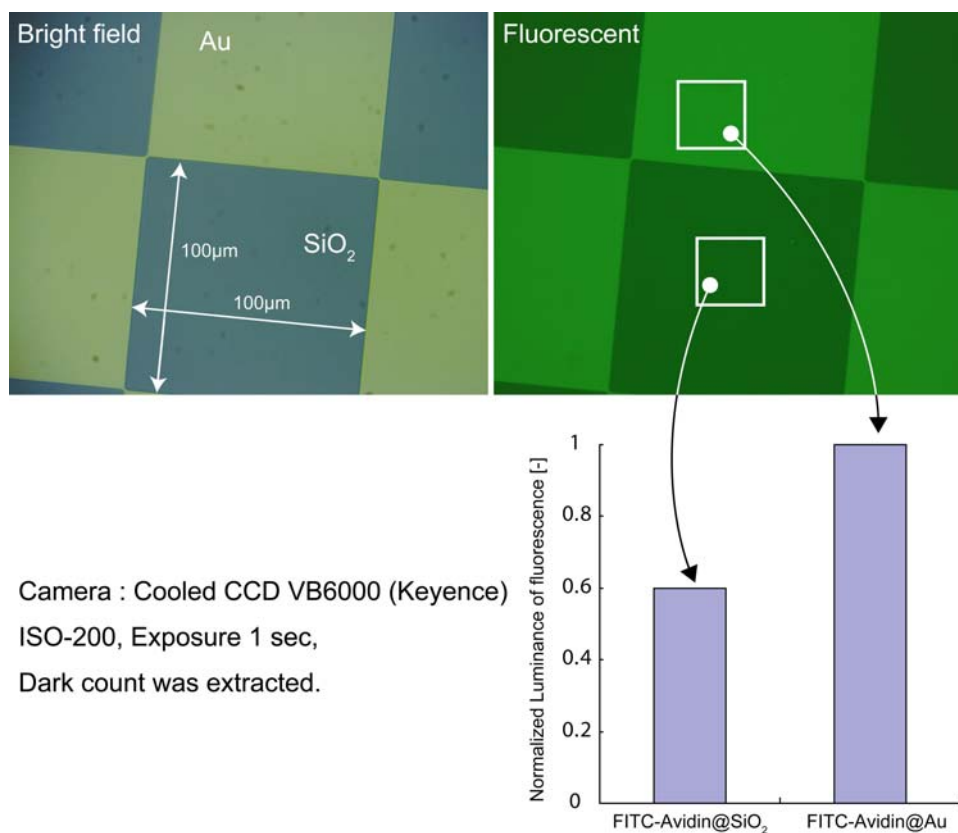 Bright field
Au
SiO₂
100µm
100µm
Fluorescent
Camera : Cooled CCD VB6000 (Keyence)
ISO-200, Exposure 1 sec,
Dark count was extracted.
Normalized Luminance of fluorescence [-]
1
0.8
0.6
0.4
0.2
0
FITC-Avidin@SiO₂
FITC-Avidin@Au